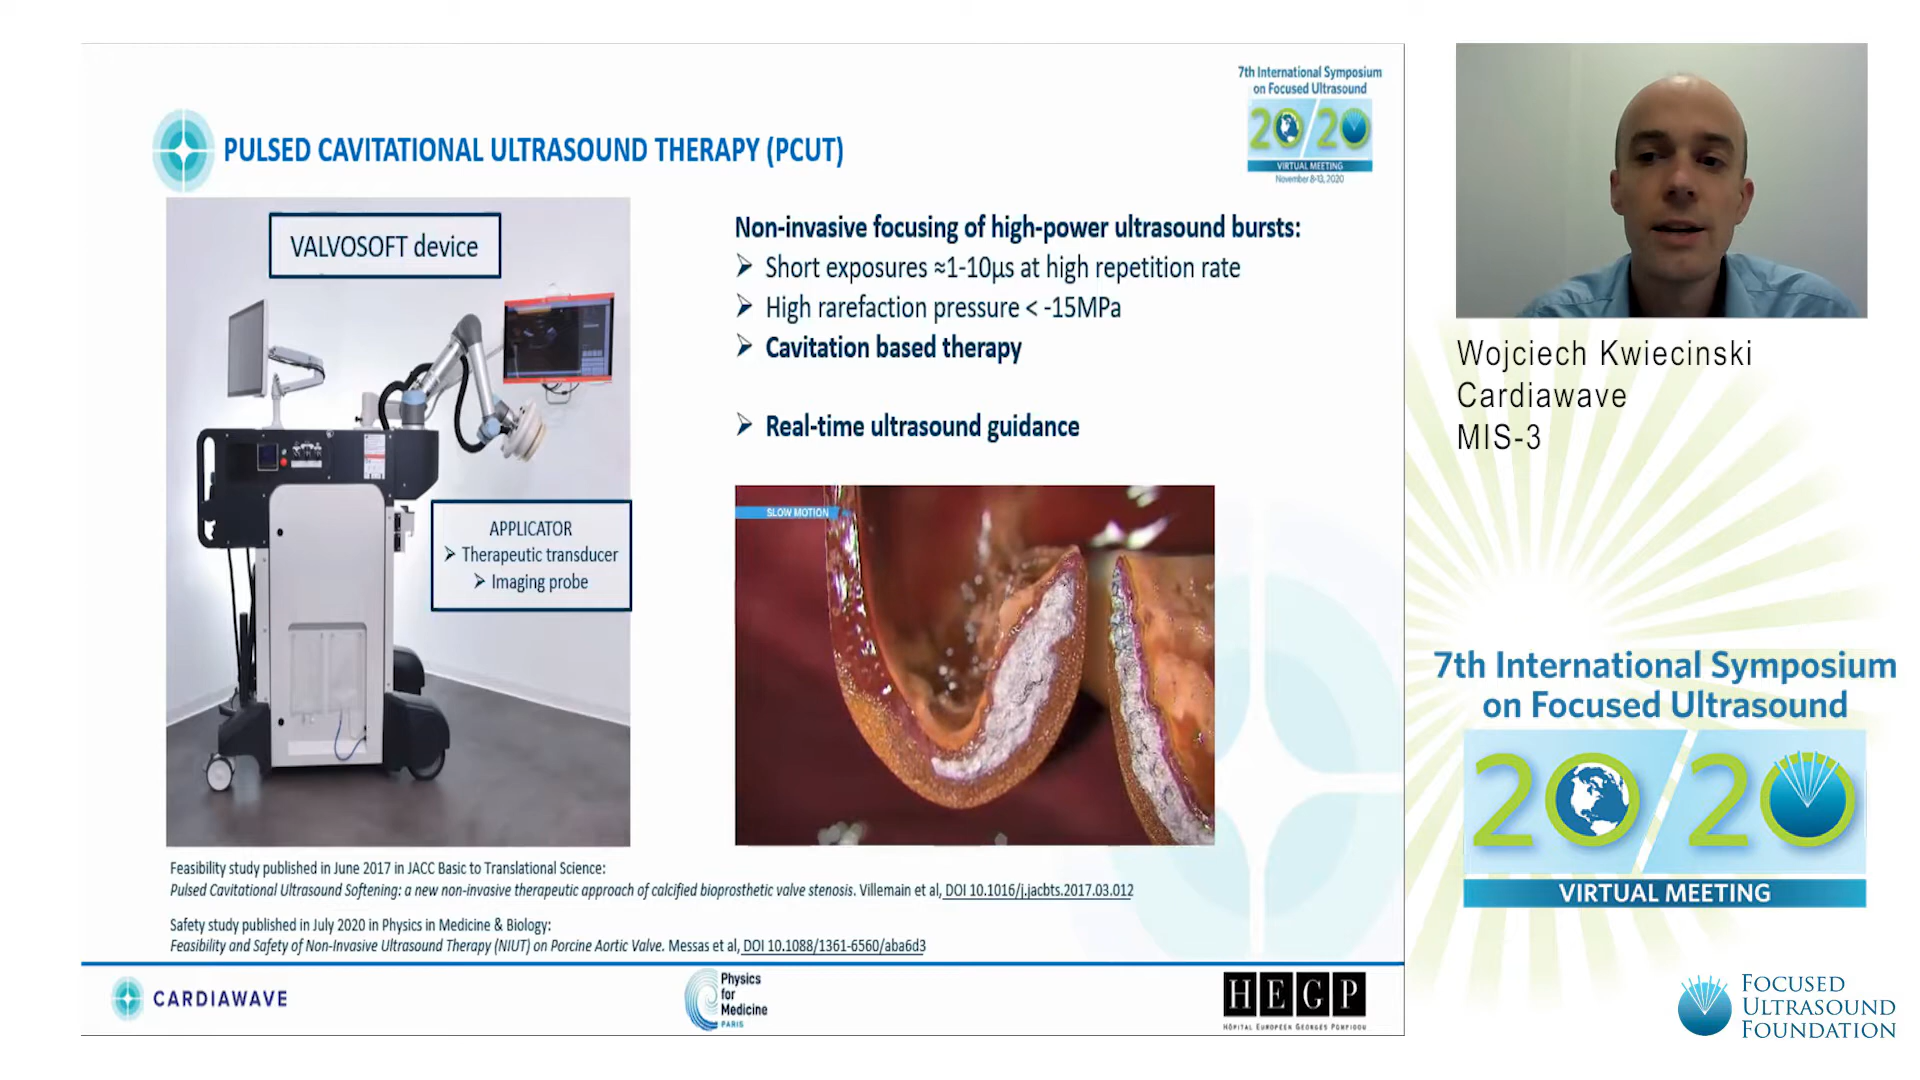 7th International Symposium
on Focused Ultrasound
20/20
VIRTUAL MEETING
November 8-13, 2020
PULSED CAVITATIONAL ULTRASOUND THERAPY (PCUT)
VALVOSOFT device
APPLICATOR
➢ Therapeutic transducer
➢ Imaging probe
Non-invasive focusing of high-power ultrasound bursts:
➢ Short exposures ≈1-10µs at high repetition rate
➢ High rarefaction pressure < -15MPa
➢ Cavitation based therapy
➢ Real-time ultrasound guidance
SLOW MOTION
Feasibility study published in June 2017 in JACC Basic to Translational Science:
Pulsed Cavitational Ultrasound Softening: a new non-invasive therapeutic approach of calcified bioprosthetic valve stenosis. Villemain et al, DOI 10.1016/j.jacbts.2017.03.012
Safety study published in July 2020 in Physics in Medicine & Biology:
Feasibility and Safety of Non-Invasive Ultrasound Therapy (NIUT) on Porcine Aortic Valve. Messas et al, DOI 10.1088/1361-6560/aba6d3
CARDIAWAVE
Physics
for
Medicine
PARIS
HEGP
HÔPITAL EUROPÉEN GEORGES POMPIDOU
Wojciech Kwiecinski
Cardiawave
MIS-3
7th International Symposium
on Focused Ultrasound
20/20
VIRTUAL MEETING
FOCUSED
ULTRASOUND
FOUNDATION